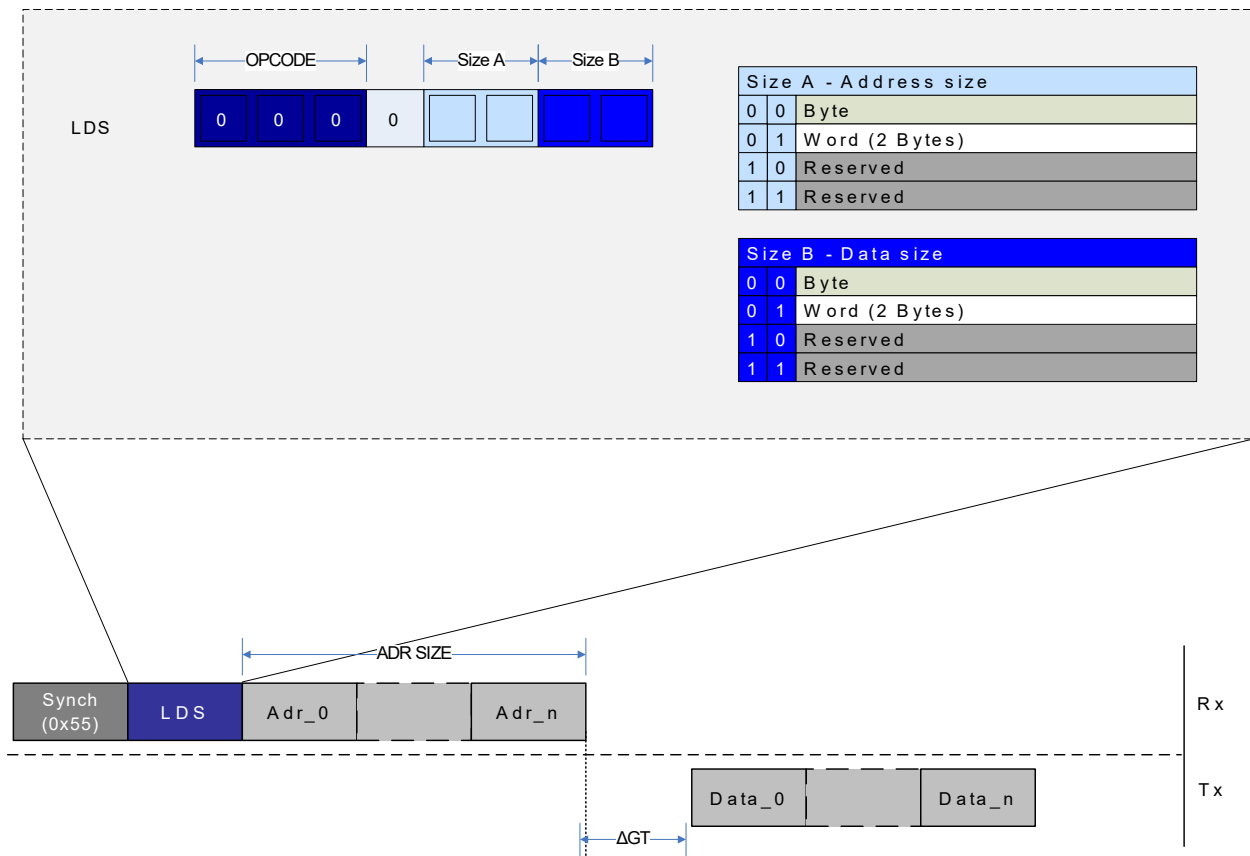 OPCODE Size A Size B
LDS 0 0 0 0
Size A - Address size
0 0 Byte
0 1 Word (2 Bytes)
1 0 Reserved
1 1 Reserved
Size B - Data size
0 0 Byte
0 1 Word (2 Bytes)
1 0 Reserved
1 1 Reserved
ADR SIZE
Synch
(0x55)
LDS Adr_0 Adr_n Rx
Data_0 Data_n Tx
ΔGT